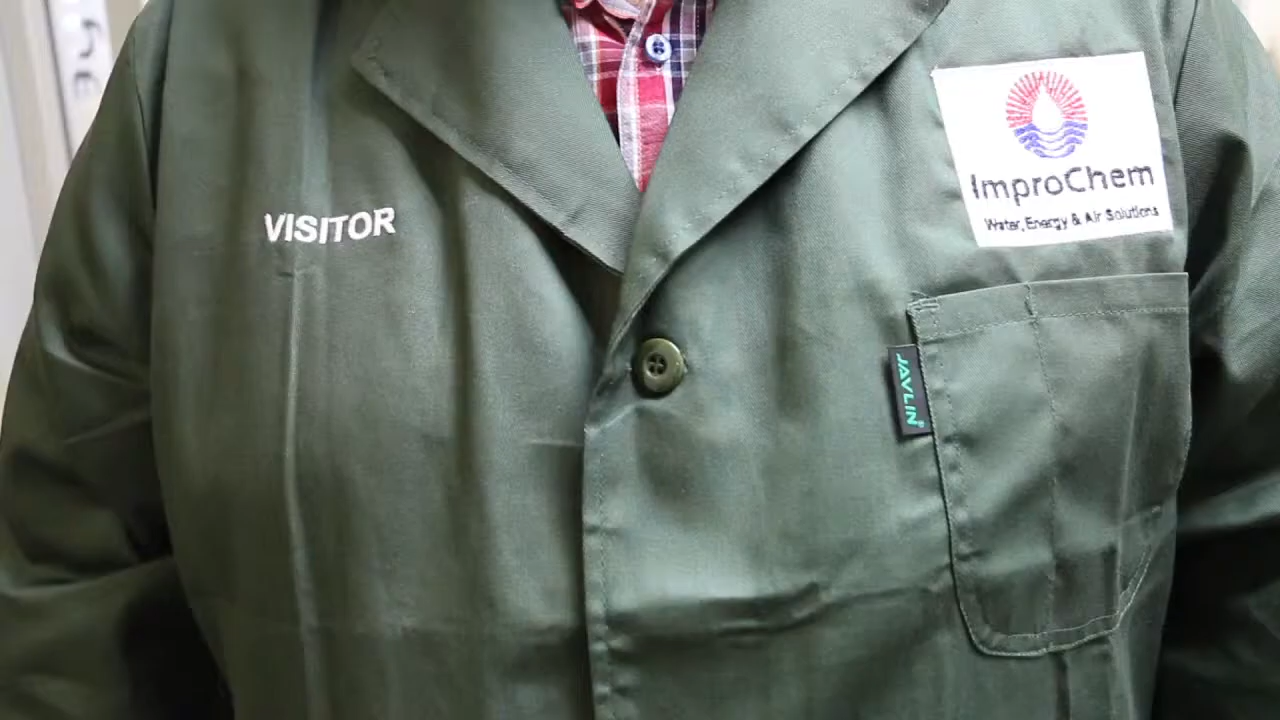 VISITOR
ImproChem
Water, Energy & Air Solutions
JAVLIN